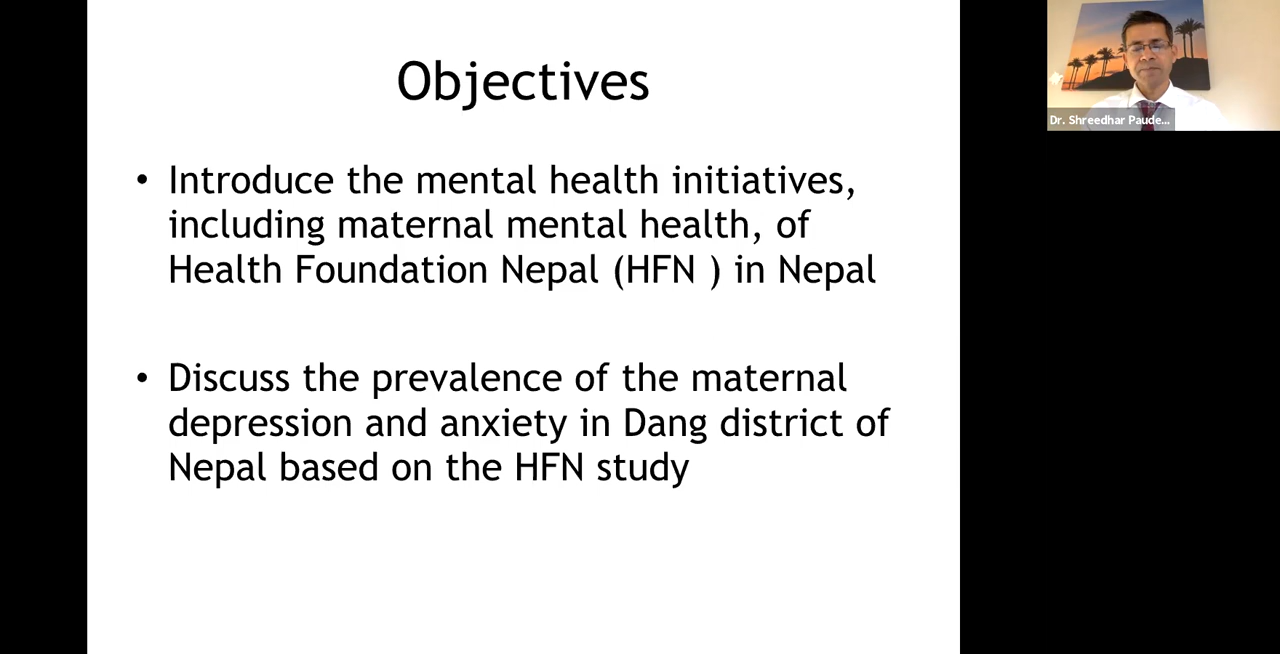 Objectives
• Introduce the mental health initiatives,
including maternal mental health, of
Health Foundation Nepal (HFN ) in Nepal
• Discuss the prevalence of the maternal
depression and anxiety in Dang district of
Nepal based on the HFN study
Dr. Shreedhar Paude...